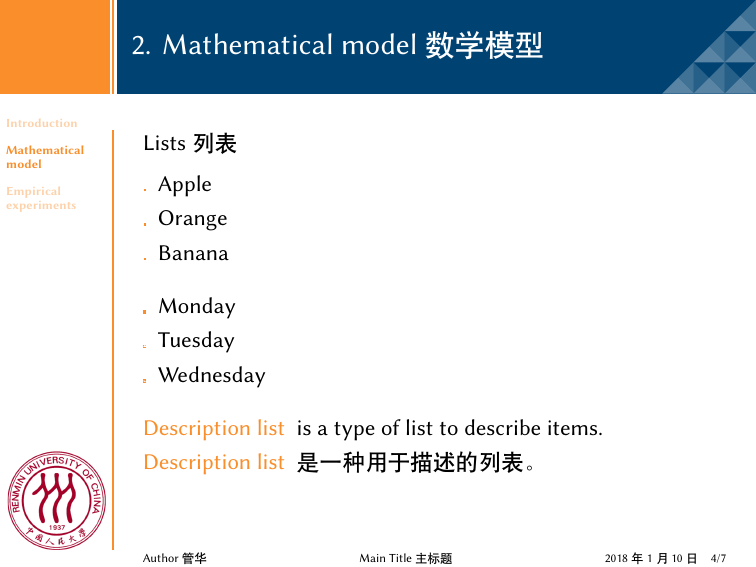 2. Mathematical model 数学模型
Introduction
Mathematical
model
Empirical
experiments
Lists 列表
Apple
Orange
Banana
Monday
Tuesday
Wednesday
Description list is a type of list to describe items.
Description list 是一种用于描述的列表。
RENMIN UNIVERSITY OF CHINA
1937
中国人民大学
Author 管华
Main Title 主标题
2018 年 1 月 10 日 4/7